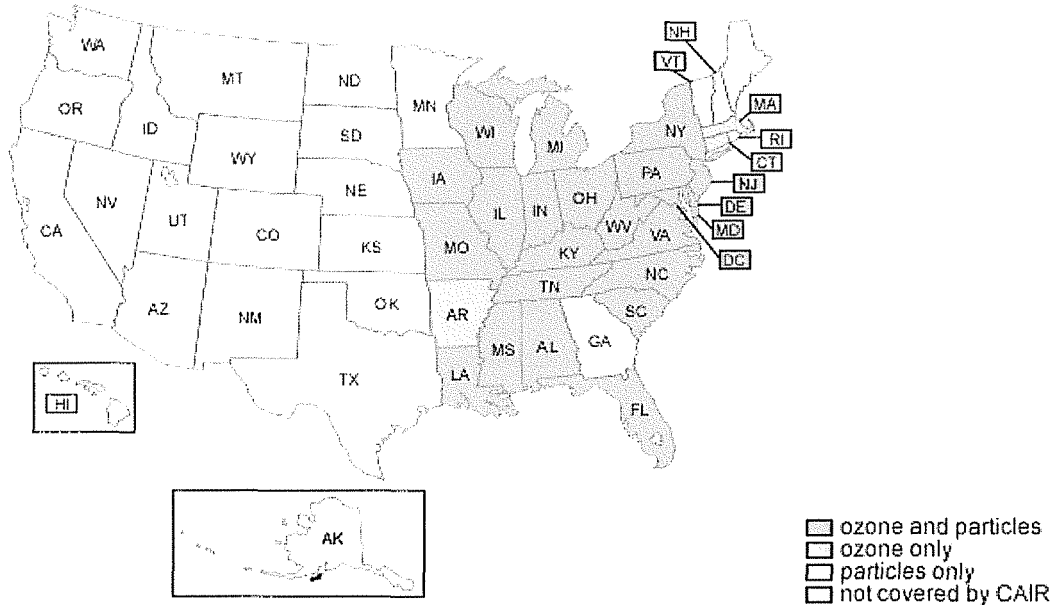 WA
MT
ND
MN
OR
ID
SD
WI
MI
NY
NH
VT
MA
RI
CT
NJ
DE
MD
DC
WY
NE
IA
PA
OH
IL
IN
NV
UT
CO
CA
KS
MO
WV
VA
KY
NC
TN
AZ
NM
OK
AR
SC
MS
AL
GA
TX
LA
FL
HI
AK
ozone and particles
ozone only
particles only
not covered by CAIR